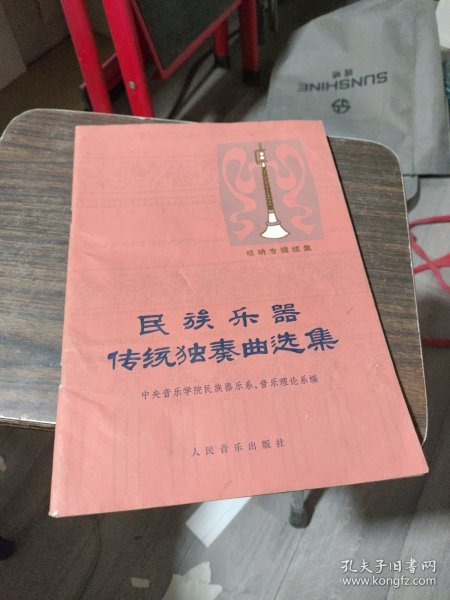 SUNSHINE
唢呐专辑续集
民族乐器
传统独奏曲选集
中央音乐学院民族器乐系、音乐理论系编
人民音乐出版社
孔夫子旧书网
www.kongfz.com